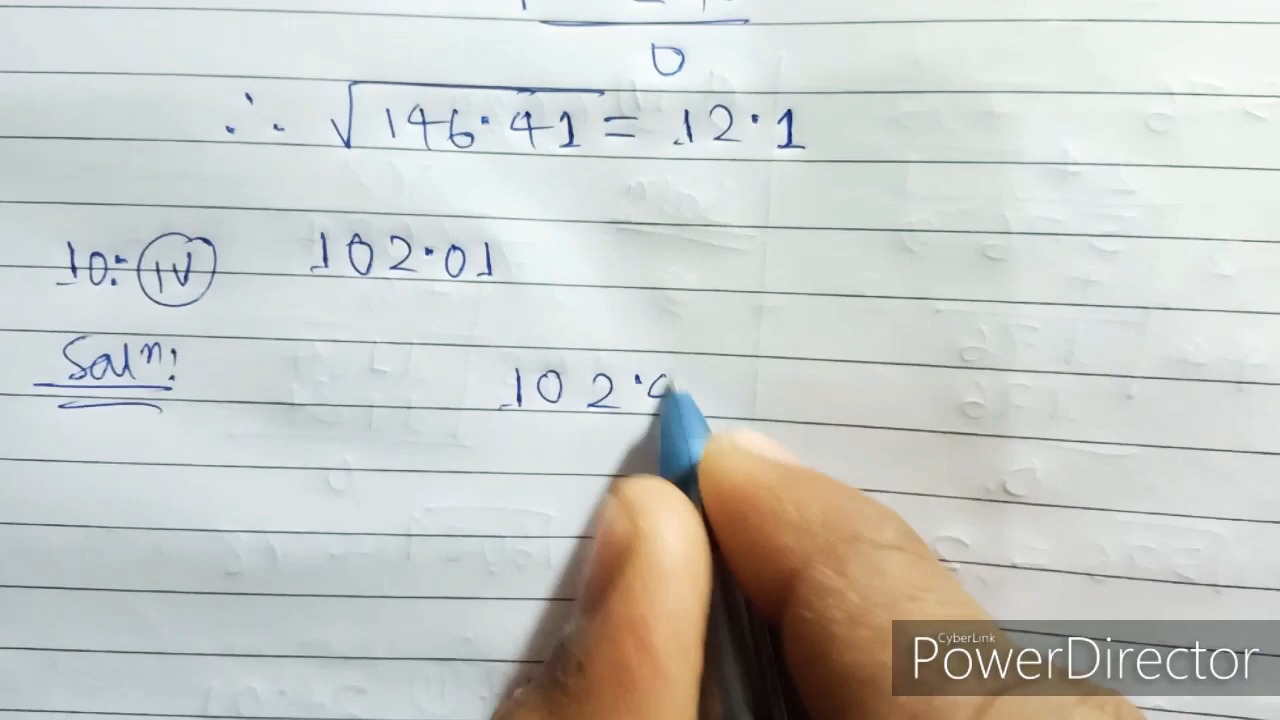 0
∴ √146·41 = 12·1
10:- (iv) 102·01
Solⁿ:
102·
CyberLink
PowerDirector